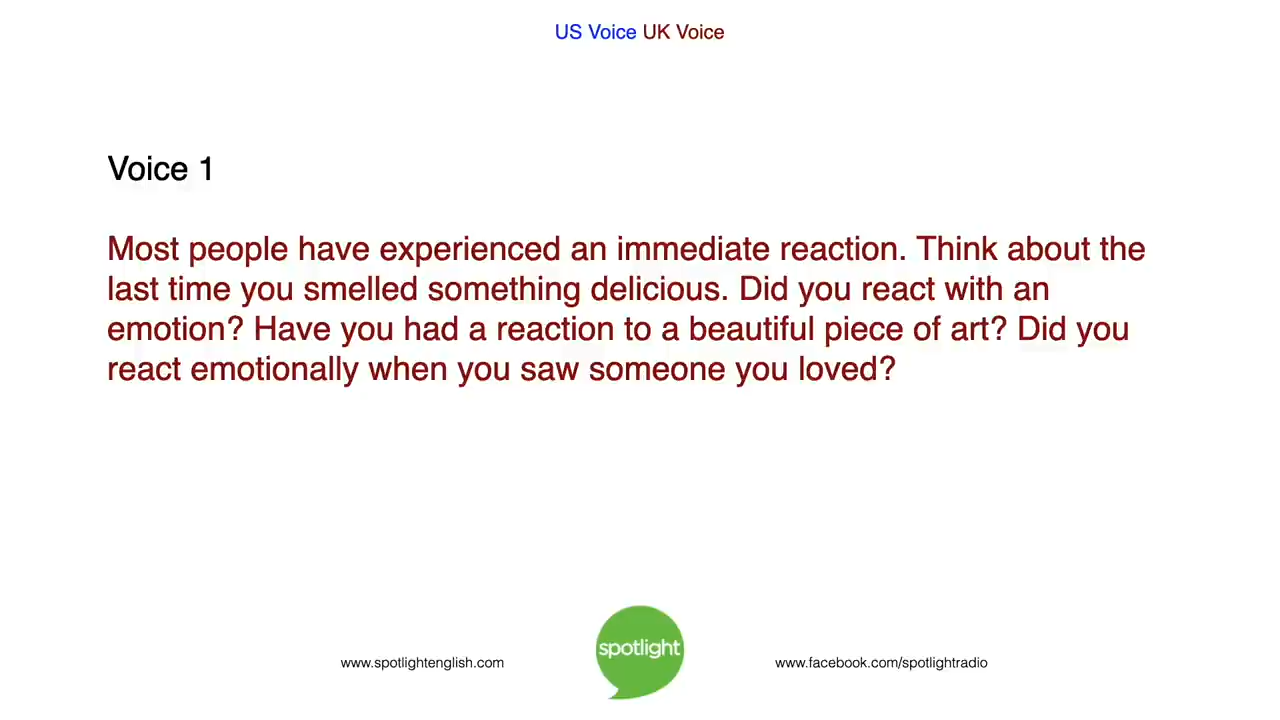 US Voice UK Voice
Voice 1
Most people have experienced an immediate reaction. Think about the
last time you smelled something delicious. Did you react with an
emotion? Have you had a reaction to a beautiful piece of art? Did you
react emotionally when you saw someone you loved?
spotlight
www.spotlightenglish.com
www.facebook.com/spotlightradio